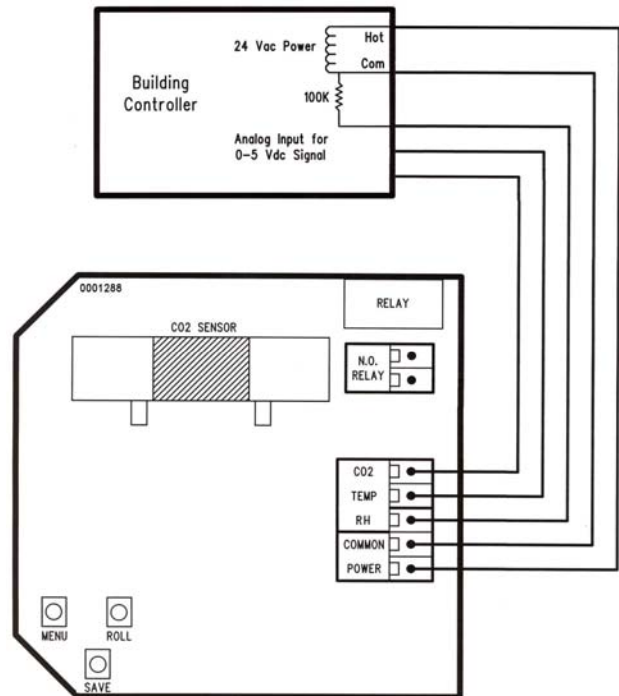 24 Vac Power
Hot
Com
Building
Controller
100K
Analog Input for
0-5 Vdc Signal
0001288
RELAY
CO2 SENSOR
N.O.
RELAY
CO2
TEMP
RH
COMMON
POWER
MENU
ROLL
SAVE